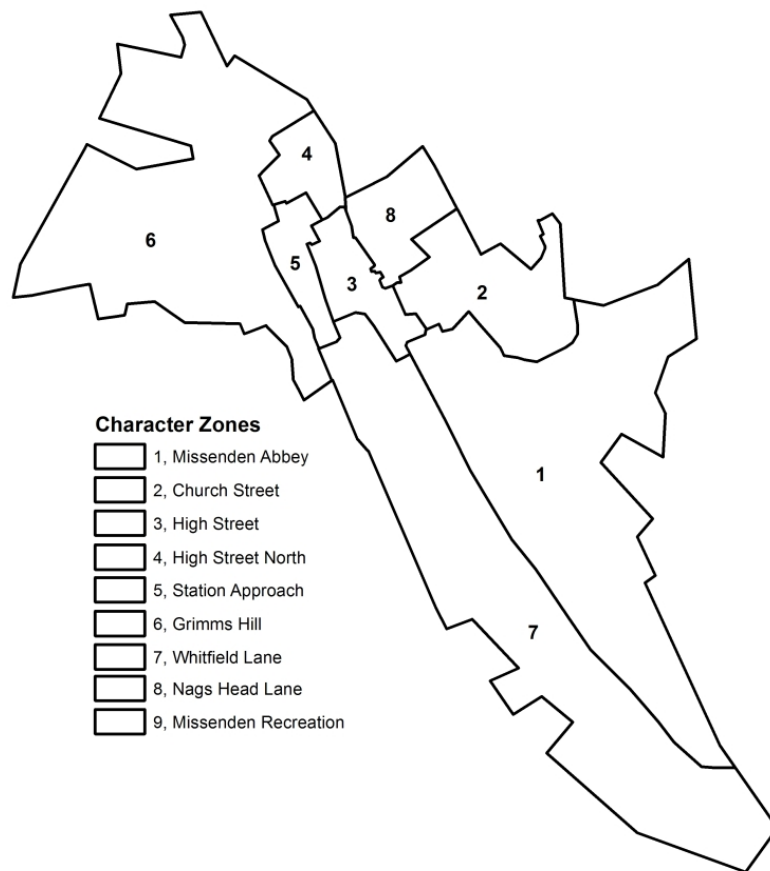 4
8
6
5
3
2
Character Zones
1, Missenden Abbey
2, Church Street
3, High Street
4, High Street North
5, Station Approach
6, Grimms Hill
7, Whitfield Lane
8, Nags Head Lane
9, Missenden Recreation
1
7